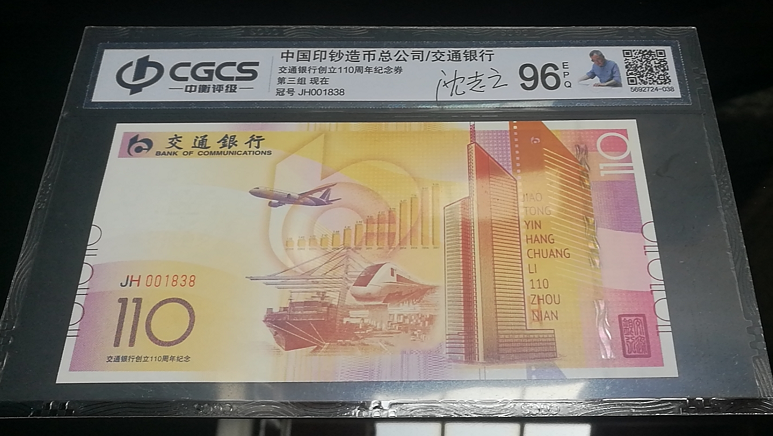 CGCS
中衡评级
中国印钞造币总公司/交通银行
交通银行创立110周年纪念券
第三组 现在
冠号 JH001838
沈志立
96
EPQ
5692724-038
交通銀行
BANK OF COMMUNICATIONS
110
JIAO
TONG
YIN
HANG
CHUANG
LI
110
ZHOU
NIAN
JH 001838
110
交通银行创立110周年纪念